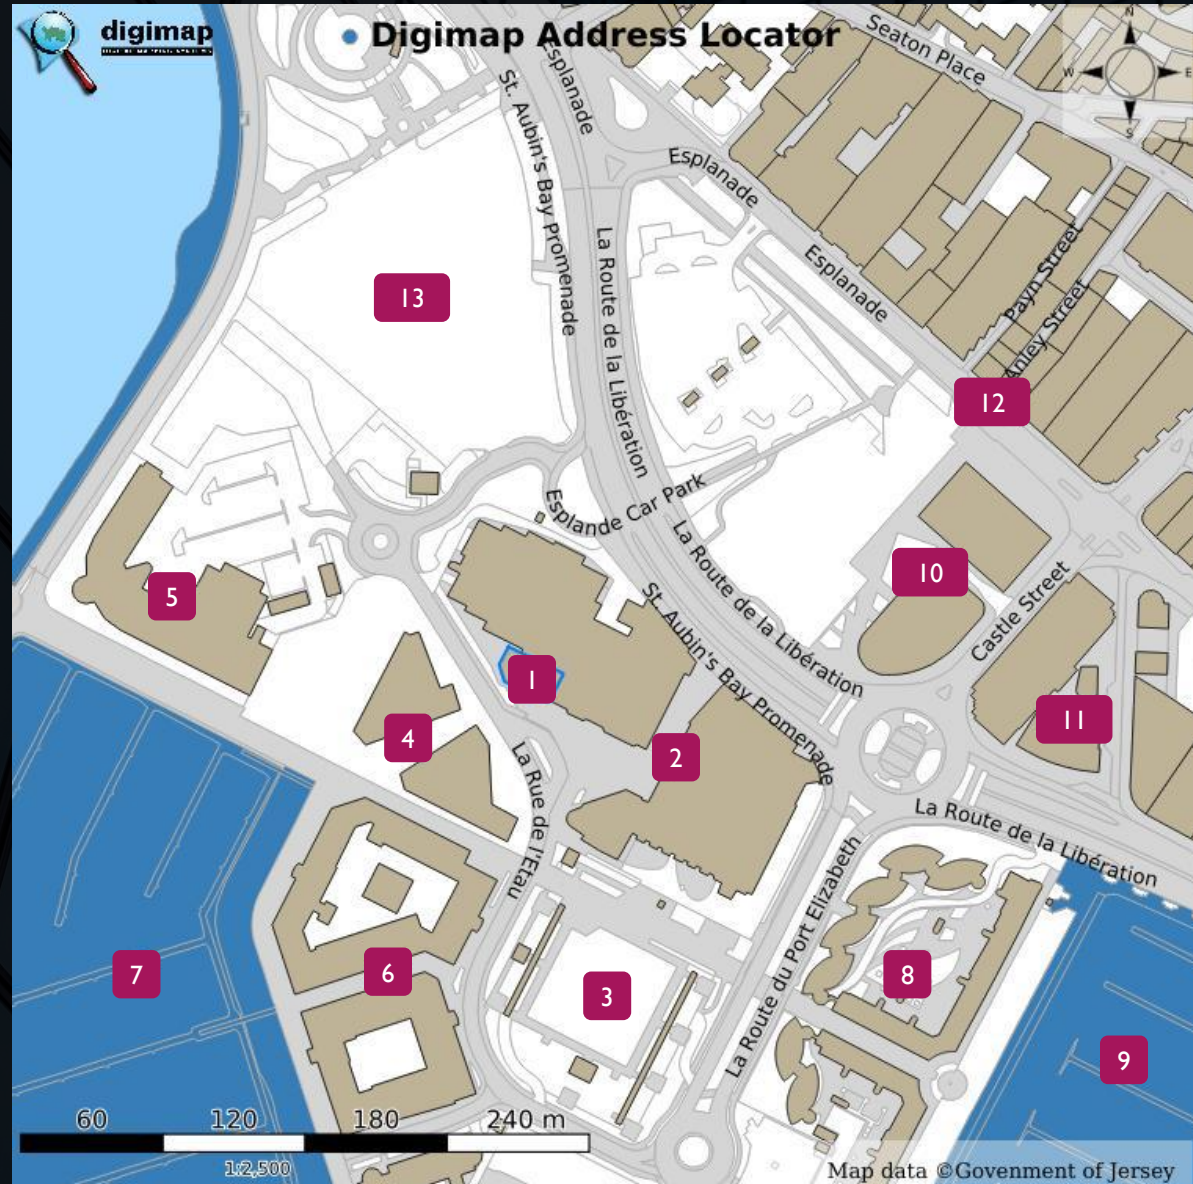 digimap
Digimap Address Locator
N
W
E
S
Seaton Place
Esplanade
St. Aubin's Bay Promenade
Esplanade
La Route de la Libération
Esplanade
Payn Street
Anley Street
13
12
Esplande Car Park
La Route de la Libération
10
Castle Street
5
St. Aubin's Bay Promenade
1
11
4
2
La Rue de l'Étau
La Route de la Libération
La Route du Port Elizabeth
7
6
3
8
9
60 120 180 240 m
1:2,500
Map data ©Govenment of Jersey